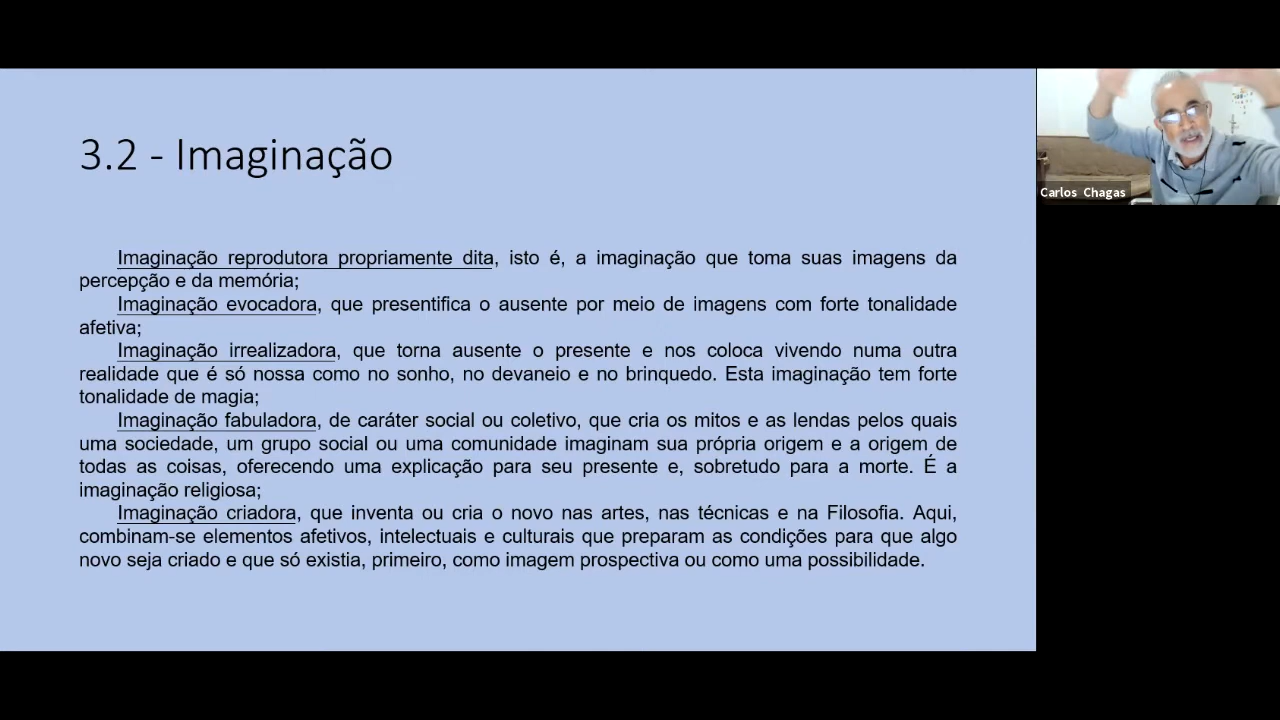 3.2 - Imaginação
Carlos Chagas
Imaginação reprodutora propriamente dita, isto é, a imaginação que toma suas imagens da
percepção e da memória;
Imaginação evocadora, que presentifica o ausente por meio de imagens com forte tonalidade
afetiva;
Imaginação irrealizadora, que torna ausente o presente e nos coloca vivendo numa outra
realidade que é só nossa como no sonho, no devaneio e no brinquedo. Esta imaginação tem forte
tonalidade de magia;
Imaginação fabuladora, de caráter social ou coletivo, que cria os mitos e as lendas pelos quais
uma sociedade, um grupo social ou uma comunidade imaginam sua própria origem e a origem de
todas as coisas, oferecendo uma explicação para seu presente e, sobretudo para a morte. É a
imaginação religiosa;
Imaginação criadora, que inventa ou cria o novo nas artes, nas técnicas e na Filosofia. Aqui,
combinam-se elementos afetivos, intelectuais e culturais que preparam as condições para que algo
novo seja criado e que só existia, primeiro, como imagem prospectiva ou como uma possibilidade.